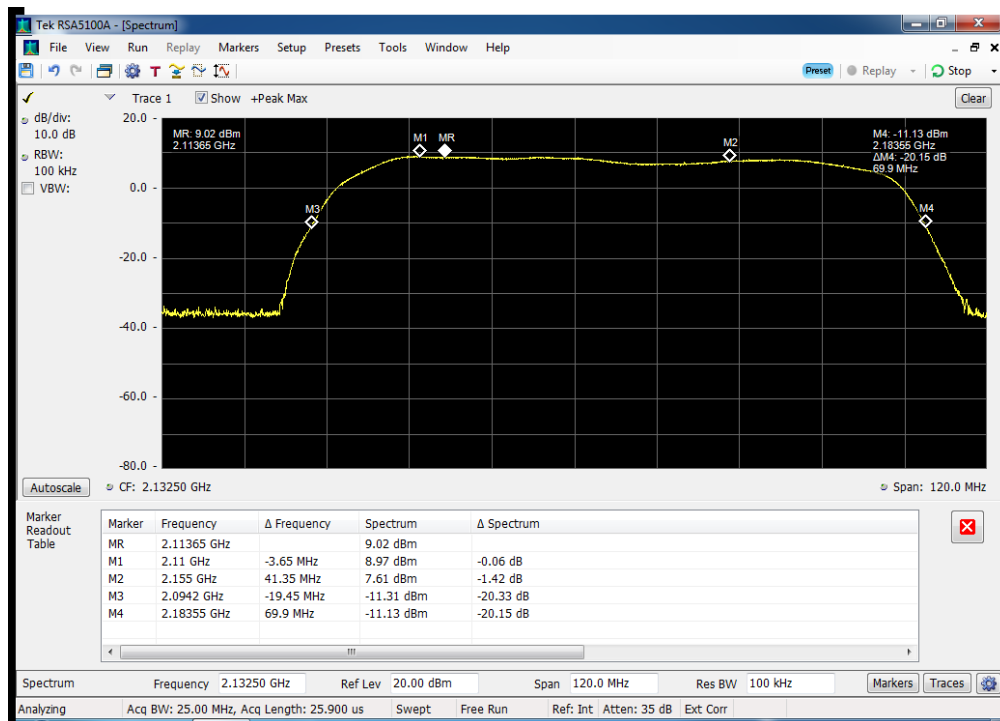 Tek RSA5100A - [Spectrum]
File View Run Replay Markers Setup Presets Tools Window Help
T Preset Replay Stop
Trace 1 Show +Peak Max Clear
dB/div:
10.0 dB
RBW:
100 kHz
VBW:
20.0
0.0
-20.0
-40.0
-60.0
-80.0
MR: 9.02 dBm
2.11365 GHz
M1 MR
M2
M4: -11.13 dBm
2.18355 GHz
ΔM4: -20.15 dB
69.9 MHz
M3
M4
Autoscale CF: 2.13250 GHz Span: 120.0 MHz
Marker
Readout
Table
Marker Frequency Δ Frequency Spectrum Δ Spectrum
MR 2.11365 GHz 9.02 dBm
M1 2.11 GHz -3.65 MHz 8.97 dBm -0.06 dB
M2 2.155 GHz 41.35 MHz 7.61 dBm -1.42 dB
M3 2.0942 GHz -19.45 MHz -11.31 dBm -20.33 dB
M4 2.18355 GHz 69.9 MHz -11.13 dBm -20.15 dB
Spectrum Frequency 2.13250 GHz Ref Lev 20.00 dBm Span 120.0 MHz Res BW 100 kHz Markers Traces
Analyzing Acq BW: 25.00 MHz, Acq Length: 25.900 us Swept Free Run Ref: Int Atten: 35 dB Ext Corr